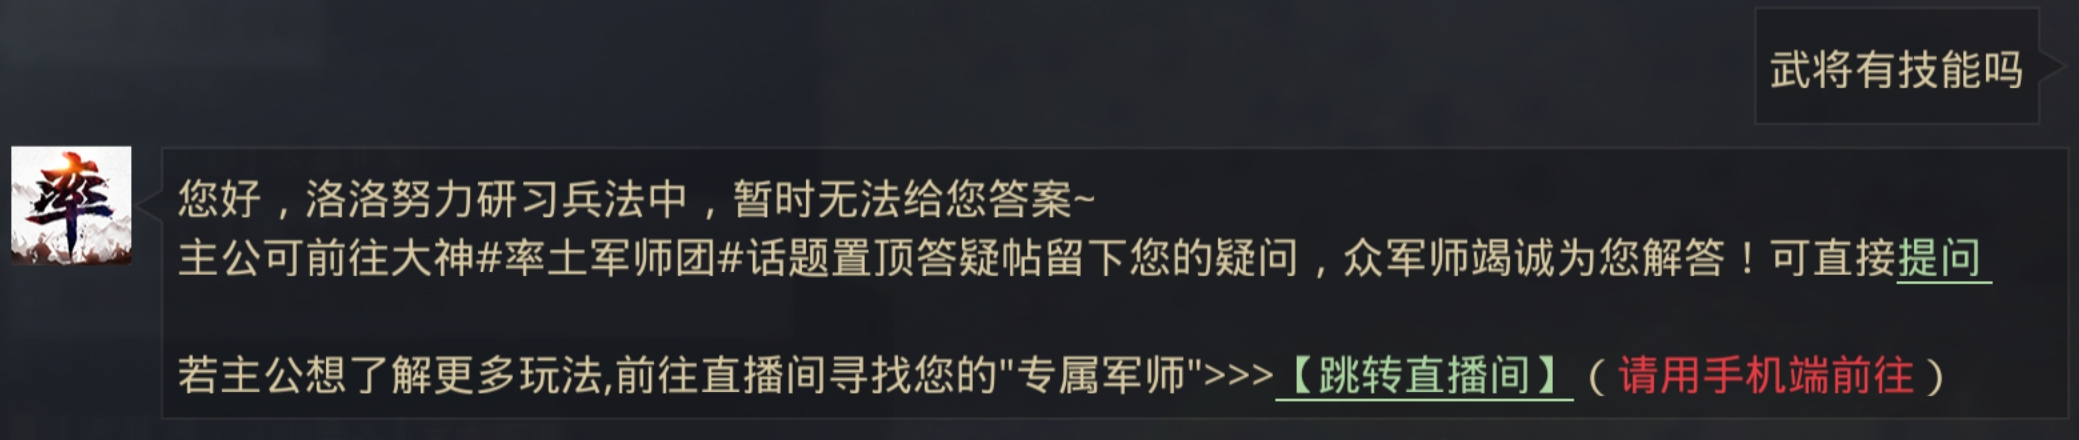 武将有技能吗
率
您好，洛洛努力研习兵法中，暂时无法给您答案~
主公可前往大神#率土军师团#话题置顶答疑帖留下您的疑问，众军师竭诚为您解答！可直接提问
若主公想了解更多玩法,前往直播间寻找您的"专属军师">>>【跳转直播间】（请用手机端前往）